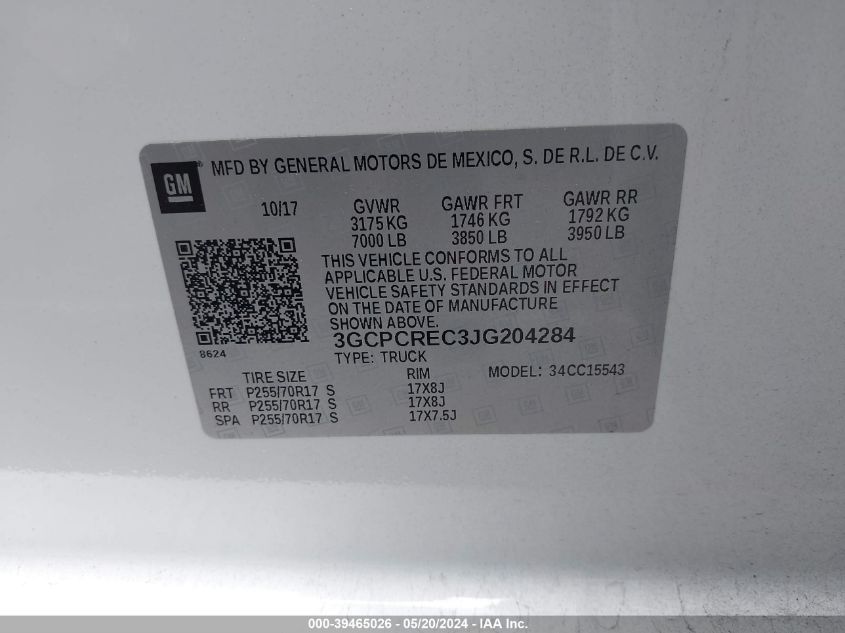 GM® MFD BY GENERAL MOTORS DE MEXICO, S. DE R.L. DE C.V.
10/17 GVWR GAWR FRT GAWR RR
3175 KG 1746 KG 1792 KG
7000 LB 3850 LB 3950 LB
THIS VEHICLE CONFORMS TO ALL
APPLICABLE U.S. FEDERAL MOTOR
VEHICLE SAFETY STANDARDS IN EFFECT
ON THE DATE OF MANUFACTURE
SHOWN ABOVE.
3GCPCREC3JG204284
8624
TYPE: TRUCK
TIRE SIZE RIM MODEL: 34CC15543
FRT P255/70R17 S 17X8J
RR P255/70R17 S 17X8J
SPA P255/70R17 S 17X7.5J
000-39465026 - 05/20/2024 - IAA Inc.